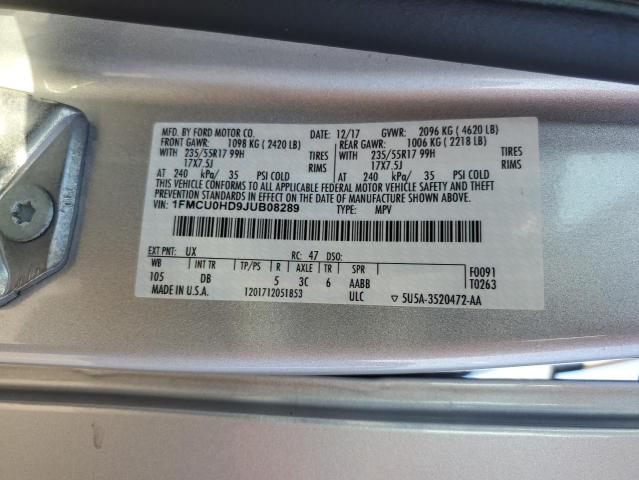 MFD. BY FORD MOTOR CO. DATE: 12/17 GVWR: 2096 KG ( 4620 LB)
FRONT GAWR: 1098 KG ( 2420 LB) REAR GAWR: 1006 KG ( 2218 LB)
WITH 235/55R17 99H TIRES WITH 235/55R17 99H TIRES
17X7.5J RIMS 17X7.5J RIMS
AT 240 kPa/ 35 PSI COLD AT 240 kPa/ 35 PSI COLD
THIS VEHICLE CONFORMS TO ALL APPLICABLE FEDERAL MOTOR VEHICLE SAFETY AND THEFT
PREVENTION STANDARDS IN EFFECT ON THE DATE OF MANUFACTURE SHOWN ABOVE.
VIN: 1FMCU0HD9JUB08289 TYPE: MPV
EXT PNT: UX RC: 47 DSO: F0091
WB INT TR TP/PS R AXLE TR SPR T0263
105 DB 5 3C 6 AABB
MADE IN U.S.A. 1201712051853 ULC ▽ 5U5A-3520472-AA